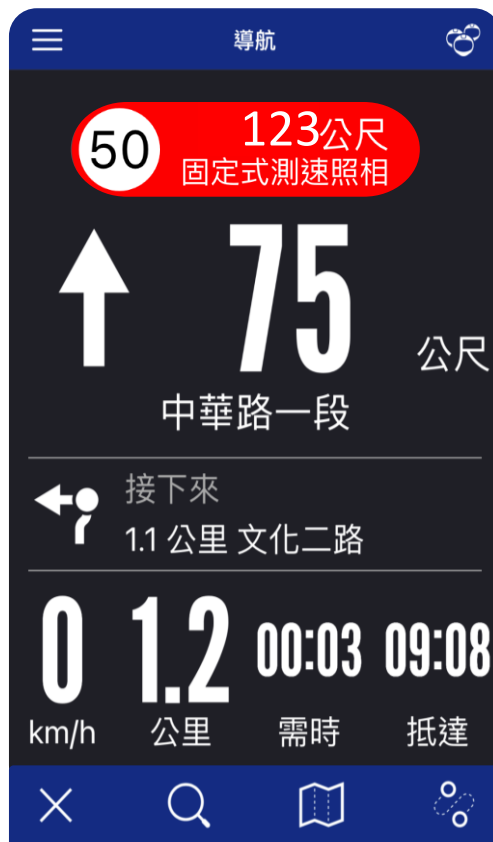 導航
50
123公尺
固定式測速照相
75
公尺
中華路一段
接下來
1.1 公里 文化二路
0 1.2 00:03 09:08
km/h 公里 需時 抵達